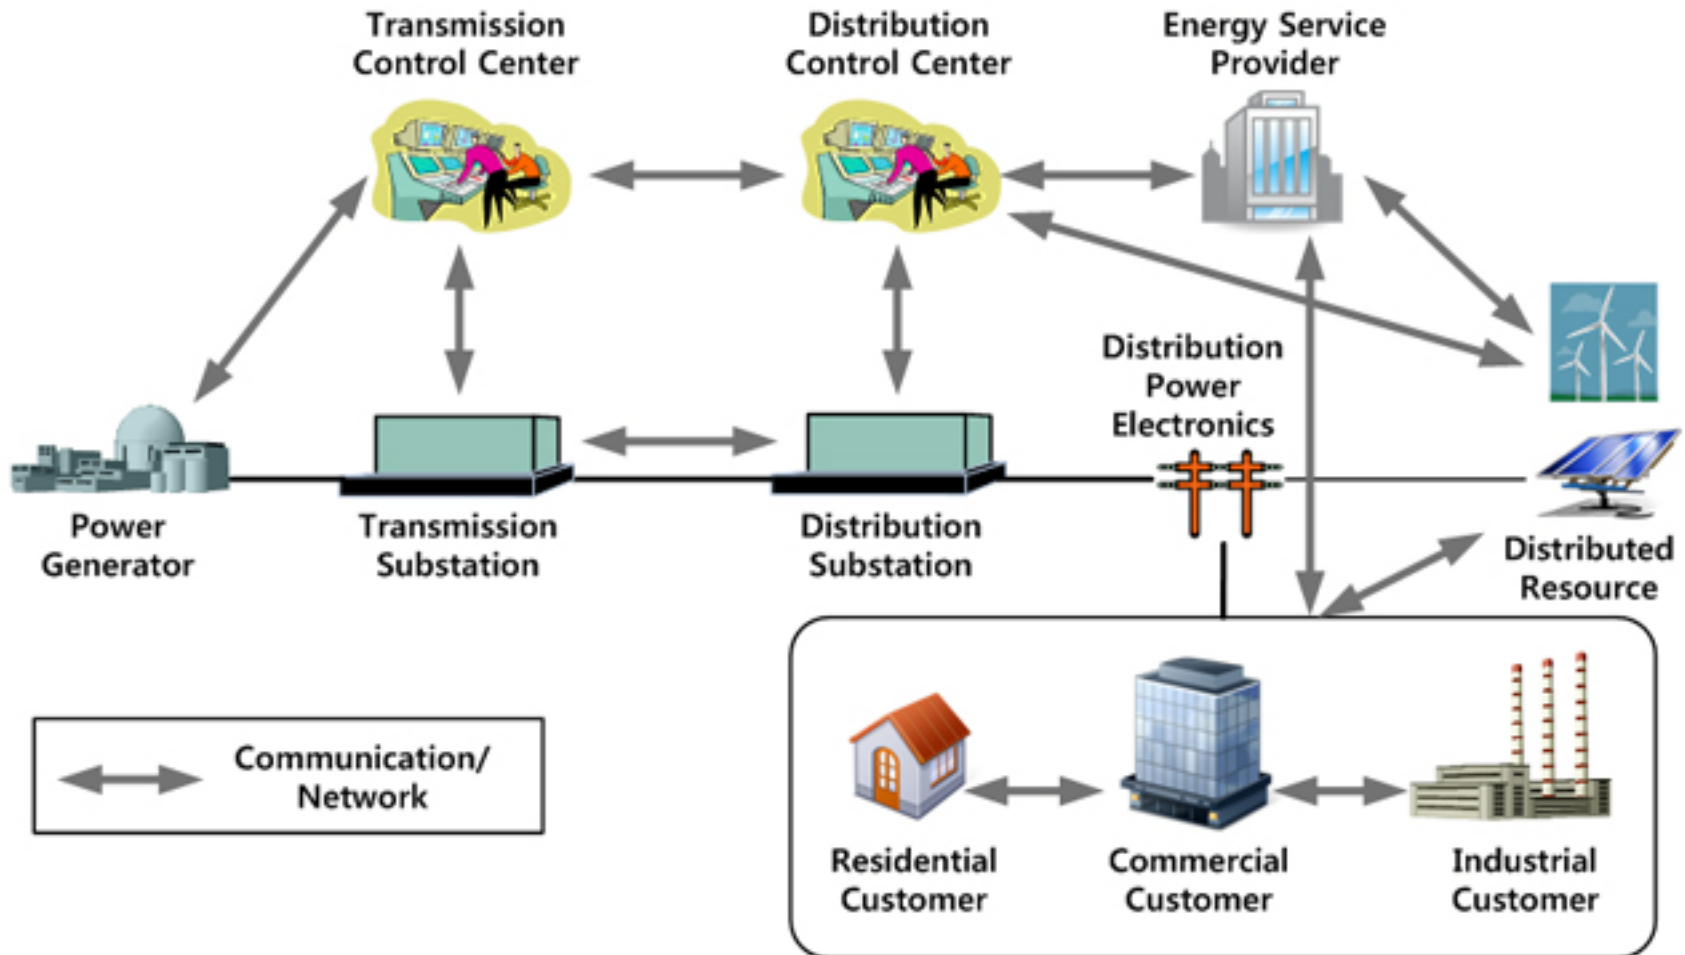 Transmission
Control Center
Distribution
Control Center
Energy Service
Provider
Distribution
Power
Electronics
Power
Generator
Transmission
Substation
Distribution
Substation
Distributed
Resource
Communication/
Network
Residential
Customer
Commercial
Customer
Industrial
Customer